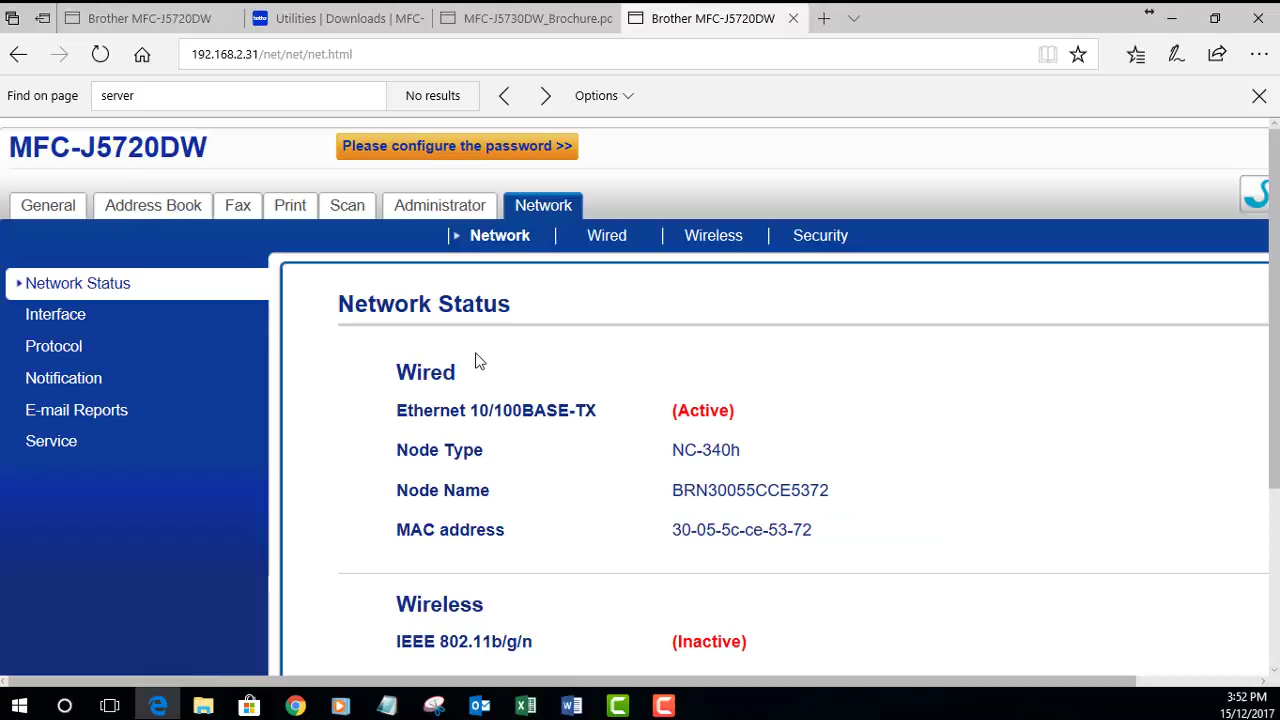 Brother MFC-J5720DW
Utilities | Downloads | MFC-
MFC-J5730DW_Brochure.pc
Brother MFC-J5720DW
192.168.2.31/net/net/net.html
Find on page
server
No results
Options
MFC-J5720DW
Please configure the password >>
General
Address Book
Fax
Print
Scan
Administrator
Network
Network
Wired
Wireless
Security
Network Status
Interface
Protocol
Notification
E-mail Reports
Service
Network Status
Wired
Ethernet 10/100BASE-TX (Active)
Node Type NC-340h
Node Name BRN30055CCE5372
MAC address 30-05-5c-ce-53-72
Wireless
IEEE 802.11b/g/n (Inactive)
3:52 PM
15/12/2017